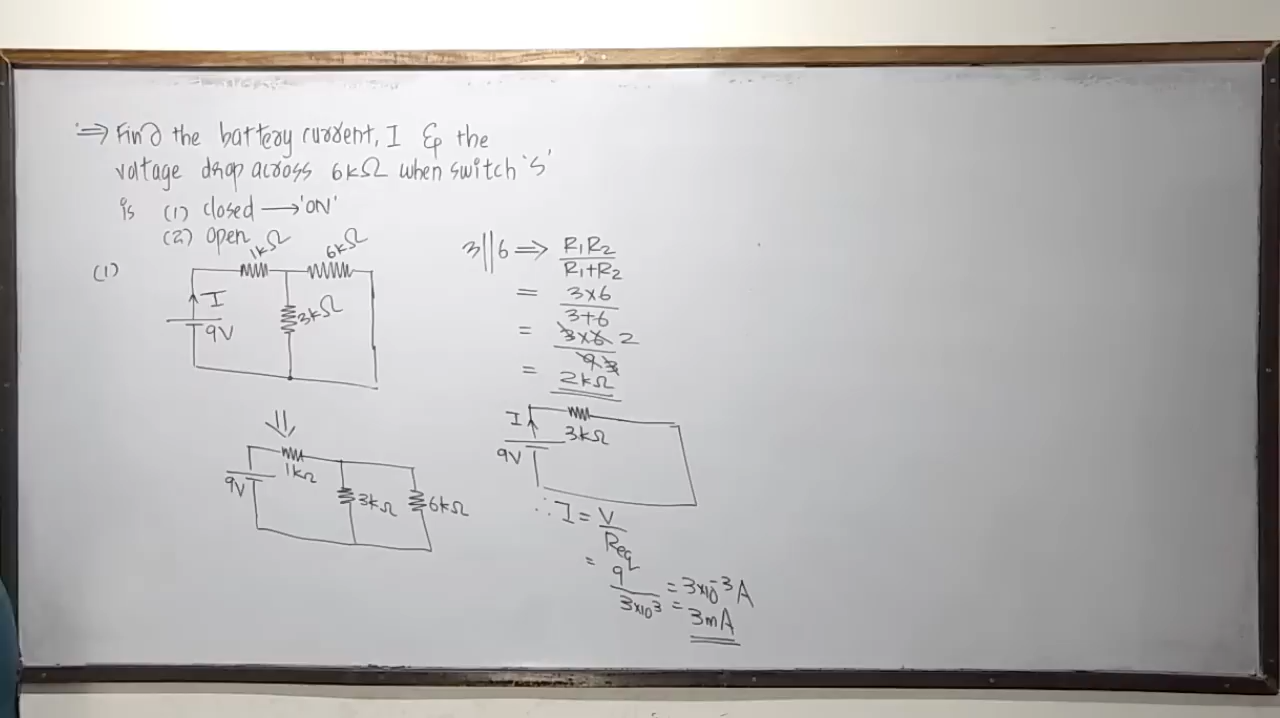 ⇒ Find the battery current, I & the
voltage drop across 6kΩ when switch 'S'
is (1) closed → 'ON'
(2) open
(1)
1kΩ
6kΩ
I
3kΩ
9V
⇓
1kΩ
9V
3kΩ
6kΩ
3||6 ⇒ R1R2
R1+R2
= 3×6
3+6
= 3×6 2
9 3
= 2kΩ
I
3kΩ
9V
∴ I = V
Req
= 9
3×10³
= 3×10⁻³ A
= 3mA